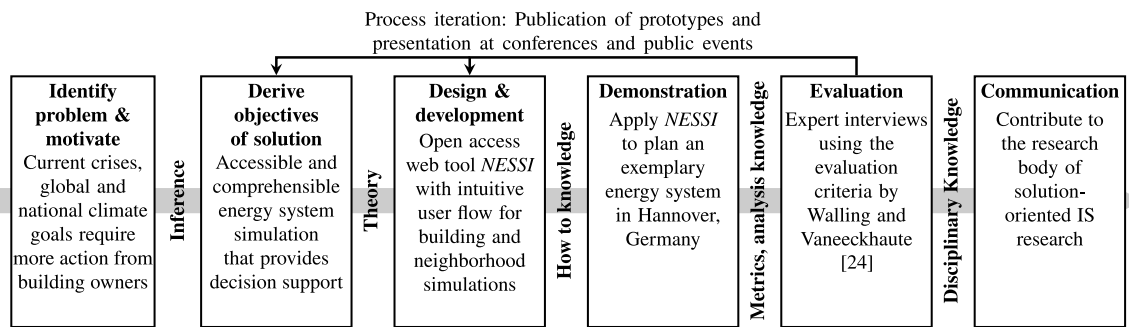 Process iteration: Publication of prototypes and
presentation at conferences and public events
Identify
problem &
motivate
Current crises,
global and
national climate
goals require
more action from
building owners
Inference
Derive
objectives
of solution
Accessible and
comprehensible
energy system
simulation
that provides
decision support
Theory
Design &
development
Open access
web tool NESSI
with intuitive
user flow for
building and
neighborhood
simulations
How to knowledge
Demonstration
Apply NESSI
to plan an
exemplary
energy system
in Hannover,
Germany
Metrics, analysis knowledge
Evaluation
Expert interviews
using the
evaluation
criteria by
Walling and
Vaneeckhaute
[24]
Disciplinary Knowledge
Communication
Contribute to
the research
body of
solution-
oriented IS
research